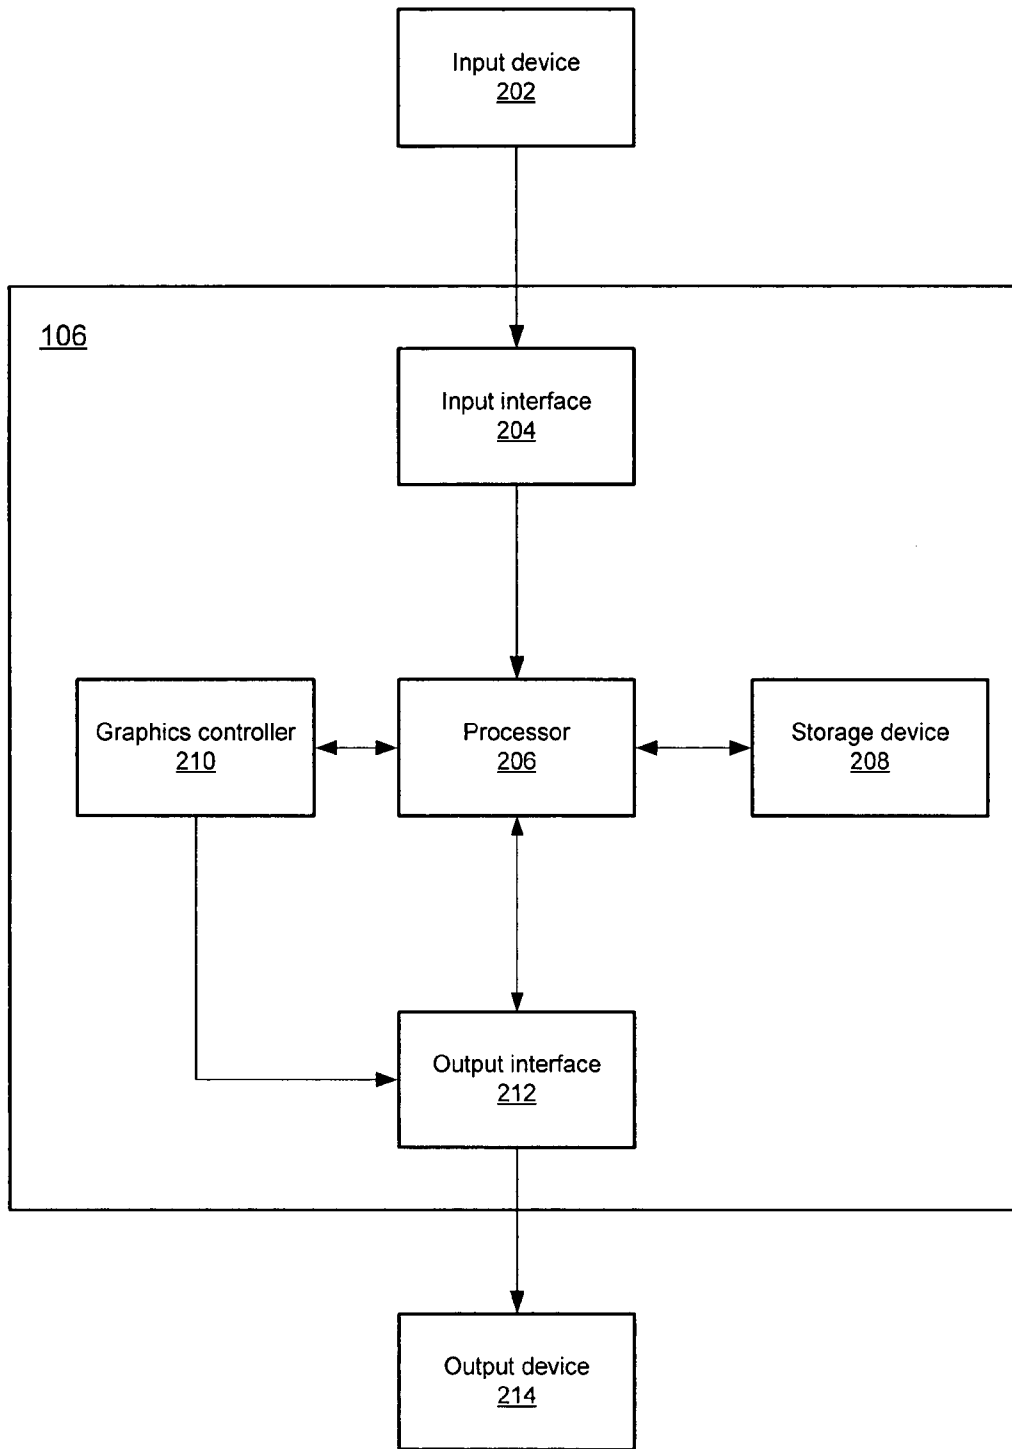 Input device
202
106
Input interface
204
Graphics controller
210
Processor
206
Storage device
208
Output interface
212
Output device
214